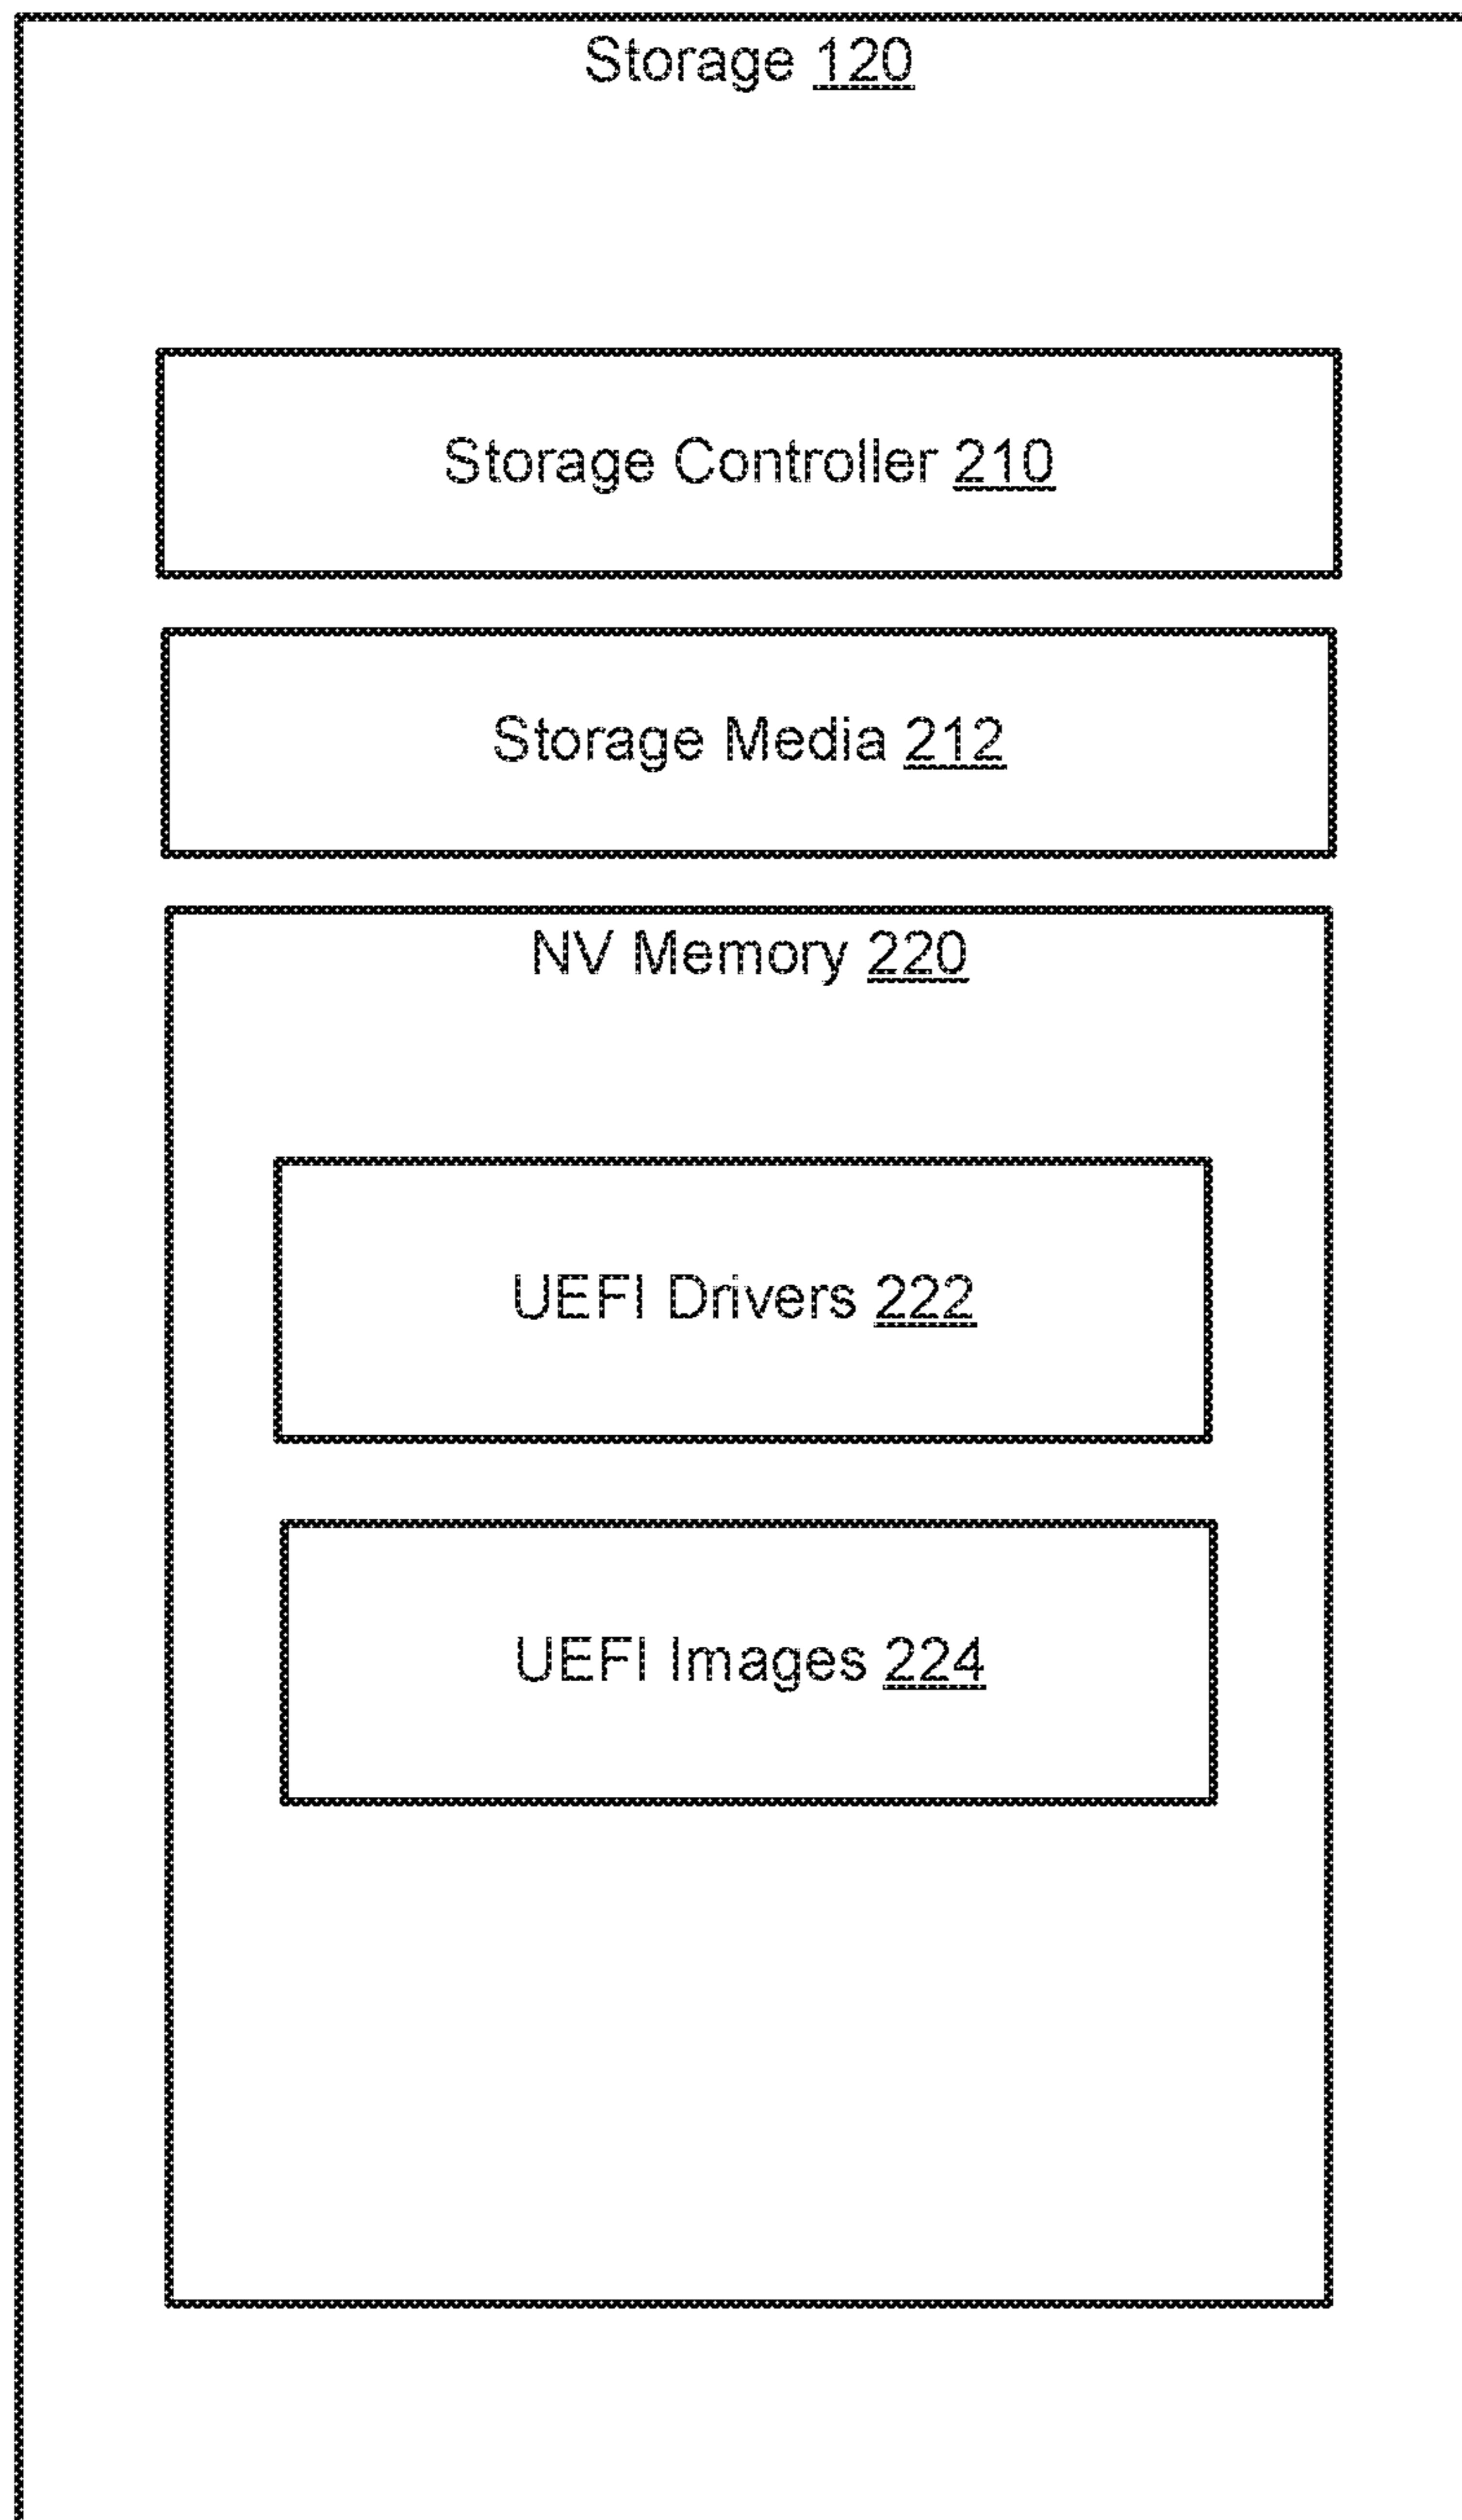 Storage 120
Storage Controller 210
Storage Media 212
NV Memory 220
UEFI Drivers 222
UEFI Images 224